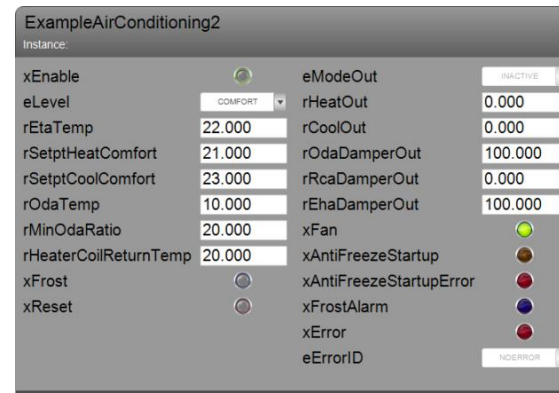 ExampleAirConditioning2
Instance:
xEnable
eLevel COMFORT
rEtaTemp 22.000
rSetptHeatComfort 21.000
rSetptCoolComfort 23.000
rOdaTemp 10.000
rMinOdaRatio 20.000
rHeaterCoilReturnTemp 20.000
xFrost
xReset
eModeOut INACTIVE
rHeatOut 0.000
rCoolOut 0.000
rOdaDamperOut 100.000
rRcaDamperOut 0.000
rEhaDamperOut 100.000
xFan
xAntiFreezeStartup
xAntiFreezeStartupError
xFrostAlarm
xError
eErrorID NOERROR